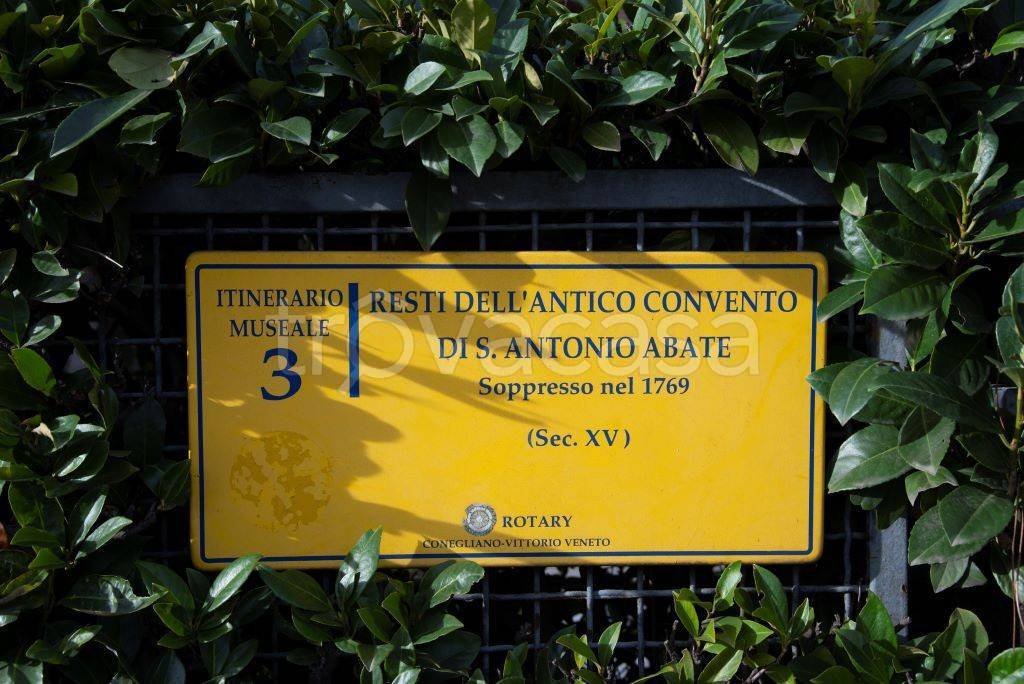 ITINERARIO
MUSEALE
3
RESTI DELL'ANTICO CONVENTO
DI S. ANTONIO ABATE
Soppresso nel 1769
(Sec. XV)
ROTARY
CONEGLIANO-VITTORIO VENETO
trovacasa